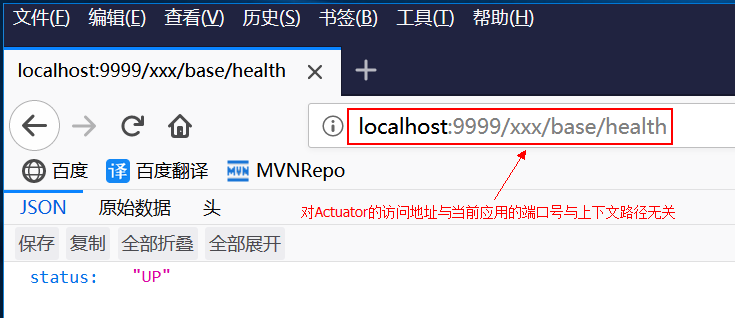 文件(F) 编辑(E) 查看(V) 历史(S) 书签(B) 工具(T) 帮助(H)
localhost:9999/xxx/base/health
localhost:9999/xxx/base/health
百度 译 百度翻译 MVN MVNRepo
JSON 原始数据 头
对Actuator的访问地址与当前应用的端口号与上下文路径无关
保存 复制 全部折叠 全部展开
status: "UP"